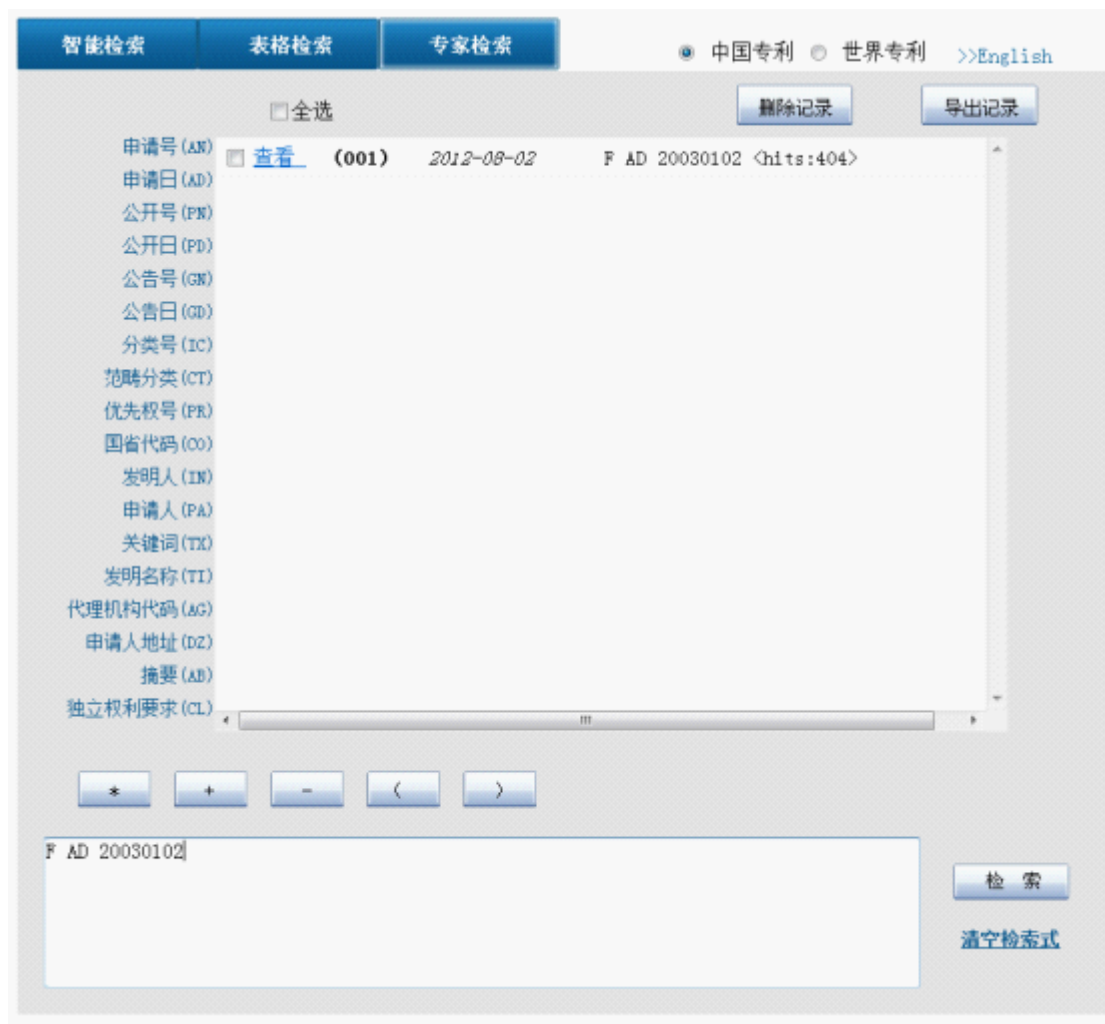 智能检索 表格检索 专家检索 中国专利 世界专利 >>English
全选 删除记录 导出记录
申请号(AN)
查看 (001) 2012-08-02 F AD 20030102 <hits:404>
申请日(AD)
公开号(PN)
公开日(PD)
公告号(GN)
公告日(GD)
分类号(IC)
范畴分类(CT)
优先权号(PR)
国省代码(CO)
发明人(IN)
申请人(PA)
关键词(TX)
发明名称(TI)
代理机构代码(AG)
申请人地址(DZ)
摘要(AB)
独立权利要求(CL)
* + - ( )
F AD 20030102
检 索
清空检索式